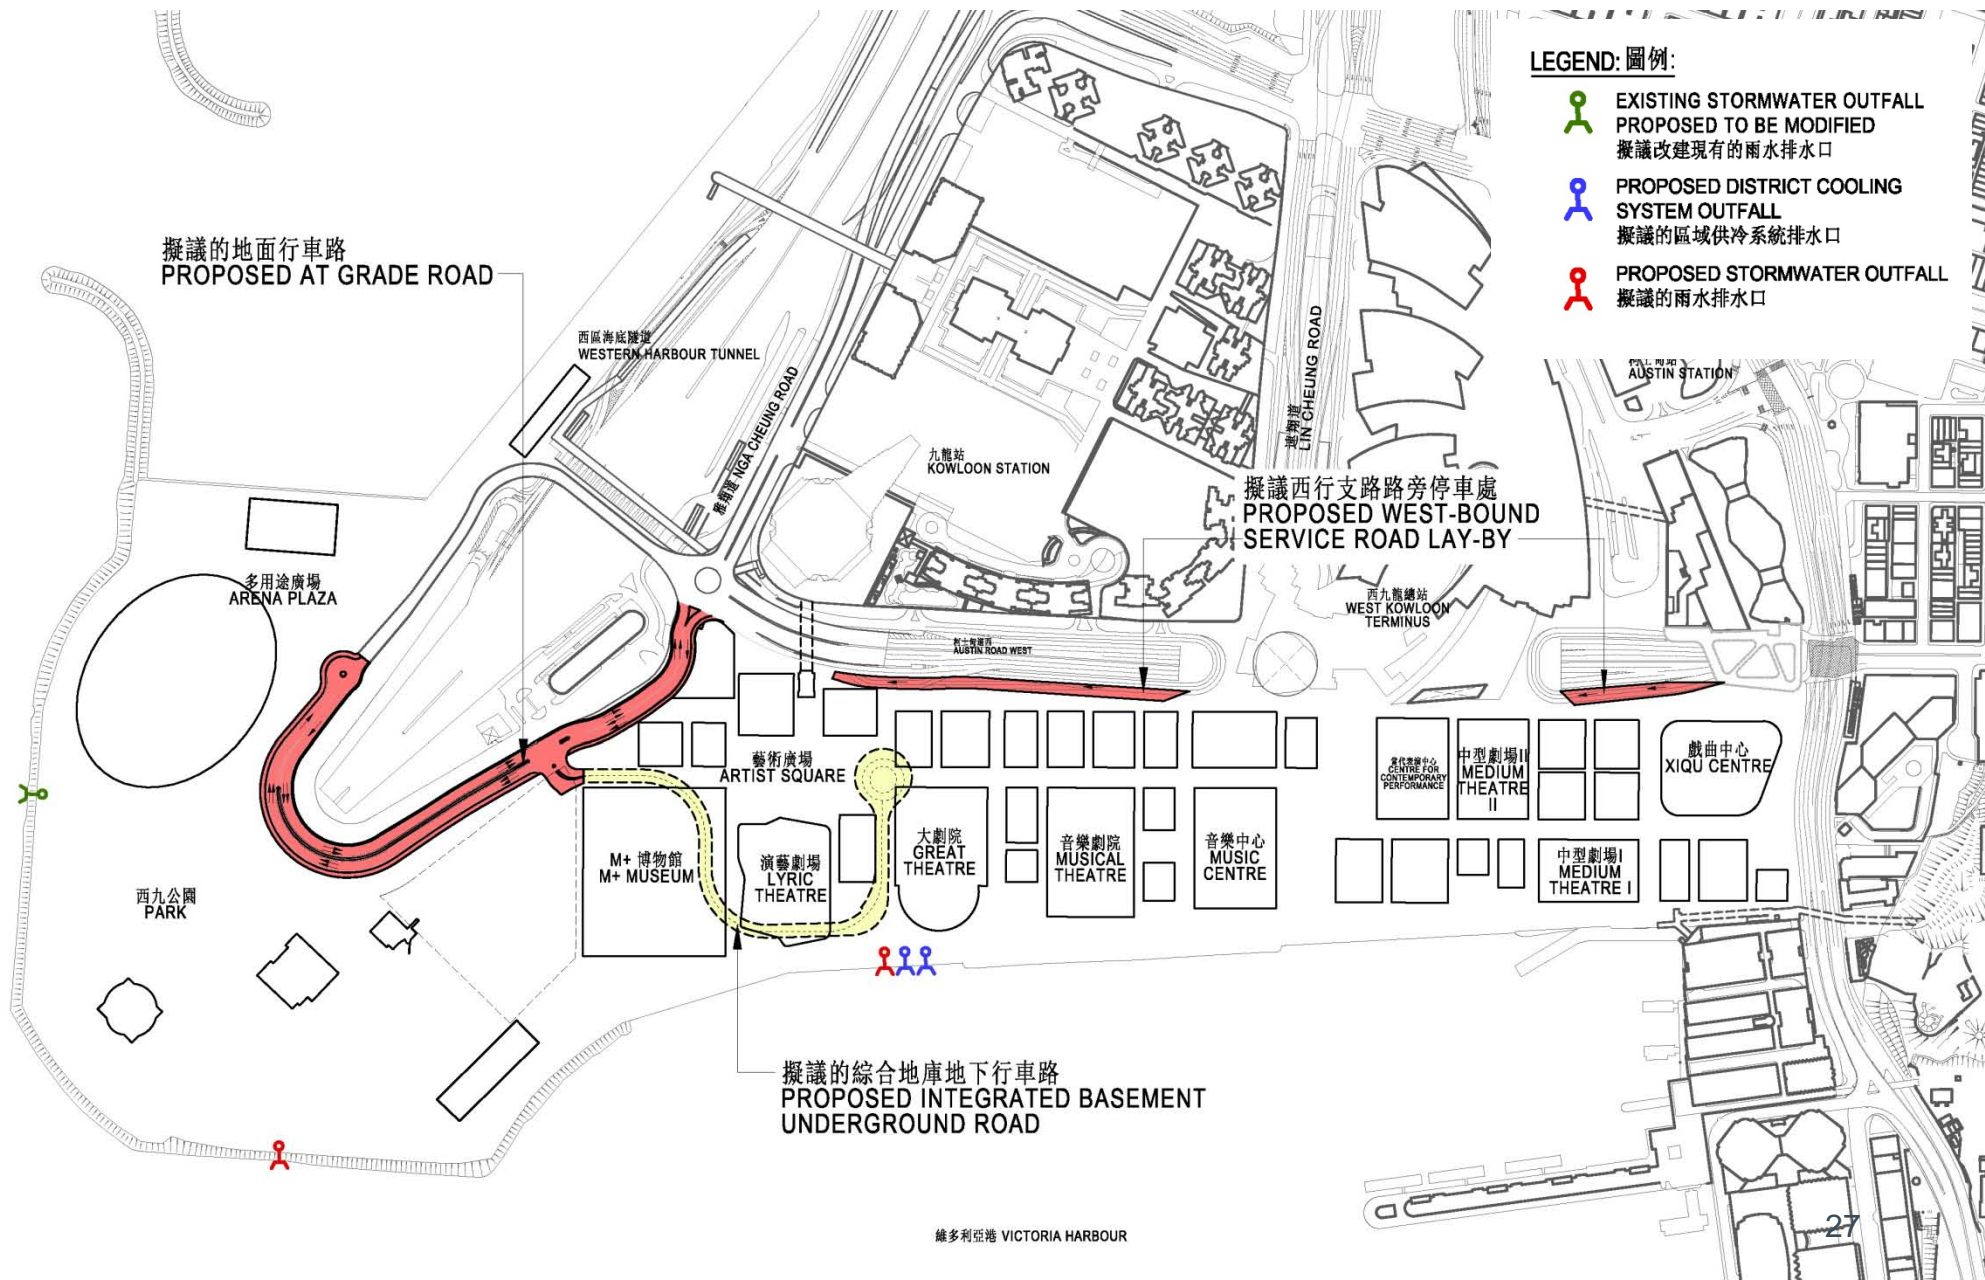 LEGEND: 圖例:
EXISTING STORMWATER OUTFALL
PROPOSED TO BE MODIFIED
擬議改建現有的雨水排水口
PROPOSED DISTRICT COOLING
SYSTEM OUTFALL
擬議的區域供冷系統排水口
PROPOSED STORMWATER OUTFALL
擬議的雨水排水口
擬議的地面行車路
PROPOSED AT GRADE ROAD
西區海底隧道
WESTERN HARBOUR TUNNEL
雅翔道 NGA CHEUNG ROAD
連翔道
LIN CHEUNG ROAD
AUSTIN STATION
九龍站
KOWLOON STATION
擬議西行支路路旁停車處
PROPOSED WEST-BOUND
SERVICE ROAD LAY-BY
多用途廣場
ARENA PLAZA
西九龍總站
WEST KOWLOON
TERMINUS
柯士甸道西
AUSTIN ROAD WEST
藝術廣場
ARTIST SQUARE
當代表演中心
CENTRE FOR
CONTEMPORARY
PERFORMANCE
中型劇場II
MEDIUM
THEATRE
II
戲曲中心
XIQU CENTRE
M+ 博物館
M+ MUSEUM
演藝劇場
LYRIC
THEATRE
大劇院
GREAT
THEATRE
音樂劇院
MUSICAL
THEATRE
音樂中心
MUSIC
CENTRE
中型劇場I
MEDIUM
THEATRE I
西九公園
PARK
擬議的綜合地庫地下行車路
PROPOSED INTEGRATED BASEMENT
UNDERGROUND ROAD
維多利亞港 VICTORIA HARBOUR
27